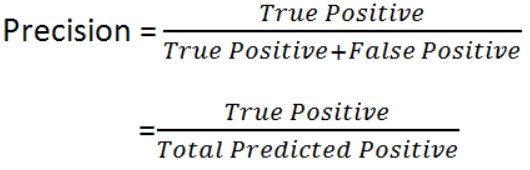 Precision = True Positive / True Positive+False Positive
= True Positive / Total Predicted Positive